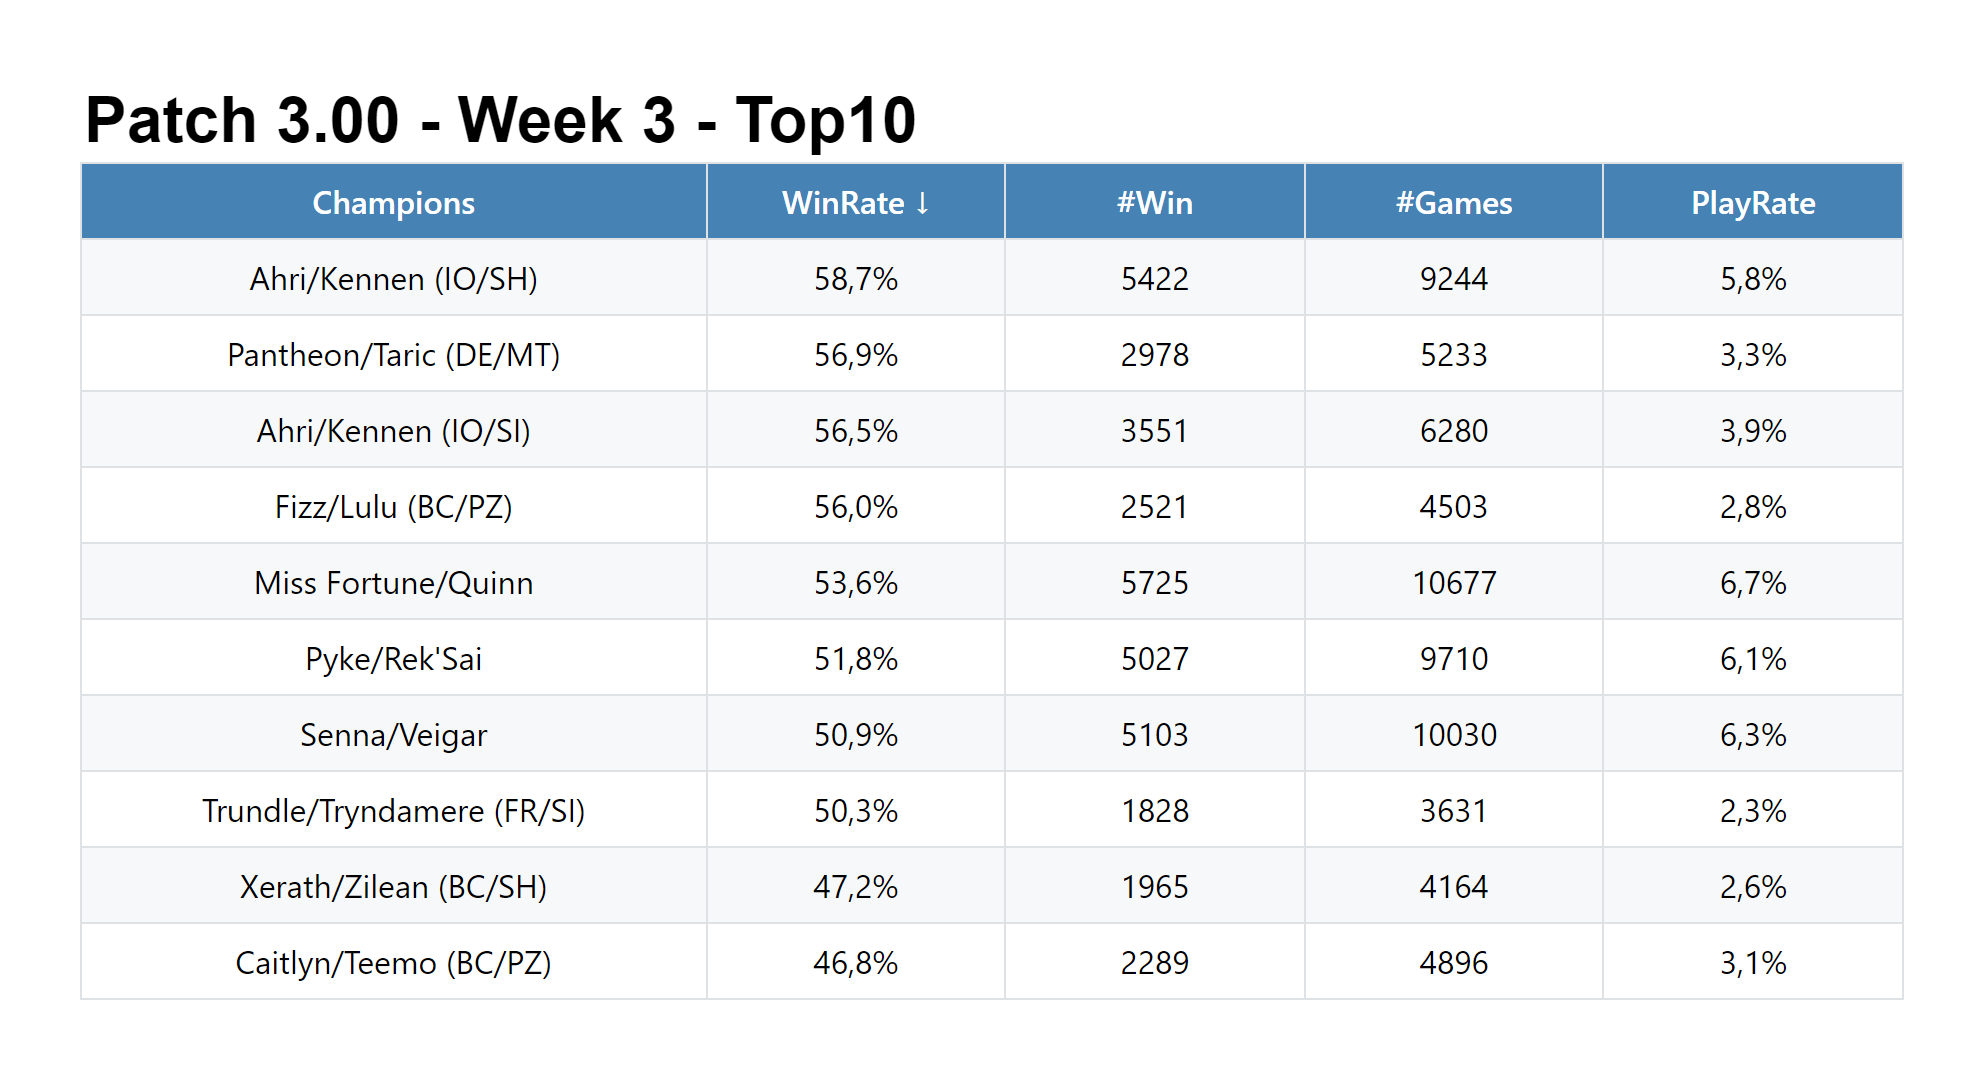 Patch 3.00 - Week 3 - Top10
Champions WinRate ↓ #Win #Games PlayRate
Ahri/Kennen (IO/SH) 58,7% 5422 9244 5,8%
Pantheon/Taric (DE/MT) 56,9% 2978 5233 3,3%
Ahri/Kennen (IO/SI) 56,5% 3551 6280 3,9%
Fizz/Lulu (BC/PZ) 56,0% 2521 4503 2,8%
Miss Fortune/Quinn 53,6% 5725 10677 6,7%
Pyke/Rek'Sai 51,8% 5027 9710 6,1%
Senna/Veigar 50,9% 5103 10030 6,3%
Trundle/Tryndamere (FR/SI) 50,3% 1828 3631 2,3%
Xerath/Zilean (BC/SH) 47,2% 1965 4164 2,6%
Caitlyn/Teemo (BC/PZ) 46,8% 2289 4896 3,1%